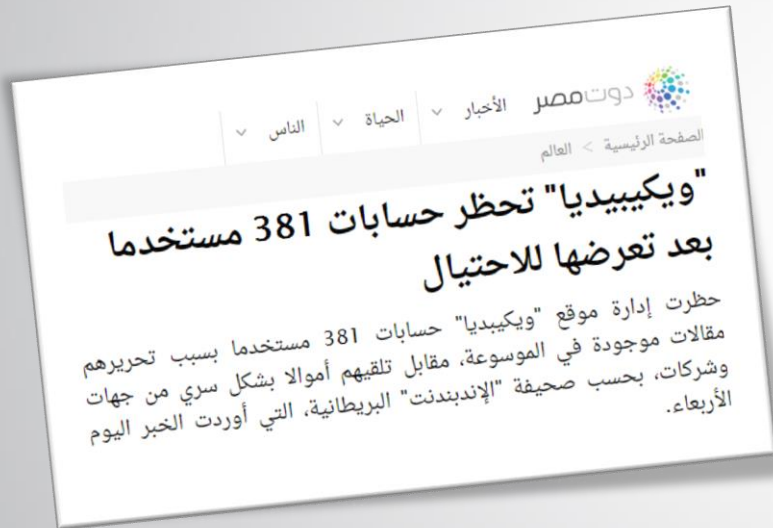 دوت مصر
الأخبار
الحياة
الناس
الصفحة الرئيسية > العالم
"ويكيبيديا" تحظر حسابات 381 مستخدما
بعد تعرضها للاحتيال
حظرت إدارة موقع "ويكيبديا" حسابات 381 مستخدما بسبب تحريرهم
مقالات موجودة في الموسوعة، مقابل تلقيهم أموالا بشكل سري من جهات
وشركات، بحسب صحيفة "الإندبندنت" البريطانية، التي أوردت الخبر اليوم
الأربعاء.